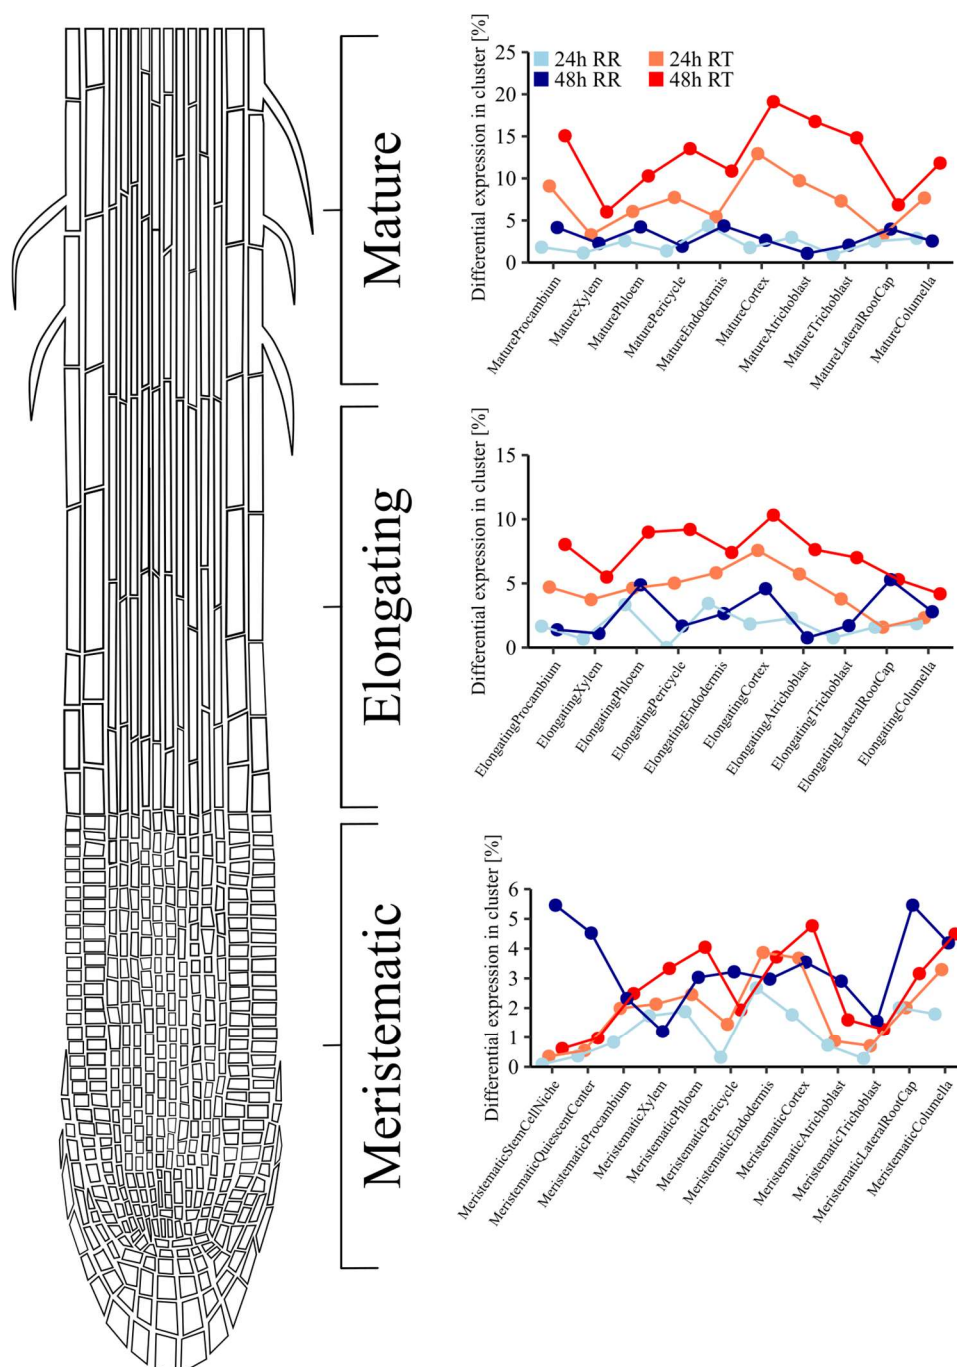 Mature
Differential expression in cluster [%]
25
20
15
10
5
0
24h RR
24h RT
48h RR
48h RT
MatureProcambium
MatureXylem
MaturePhloem
MaturePericycle
MatureEndodermis
MatureCortex
MatureAtrichoblast
MatureTrichoblast
MatureLateralRootCap
MatureColumella
Elongating
Differential expression in cluster [%]
15
10
5
0
ElongatingProcambium
ElongatingXylem
ElongatingPhloem
ElongatingPericycle
ElongatingEndodermis
ElongatingCortex
ElongatingAtrichoblast
ElongatingTrichoblast
ElongatingLateralRootCap
ElongatingColumella
Meristematic
Differential expression in cluster [%]
6
5
4
3
2
1
0
MeristematicStemCellNiche
MeristematicQuiescentCenter
MeristematicProcambium
MeristematicXylem
MeristematicPhloem
MeristematicPericycle
MeristematicEndodermis
MeristematicCortex
MeristematicAtrichoblast
MeristematicTrichoblast
MeristematicLateralRootCap
MeristematicColumella